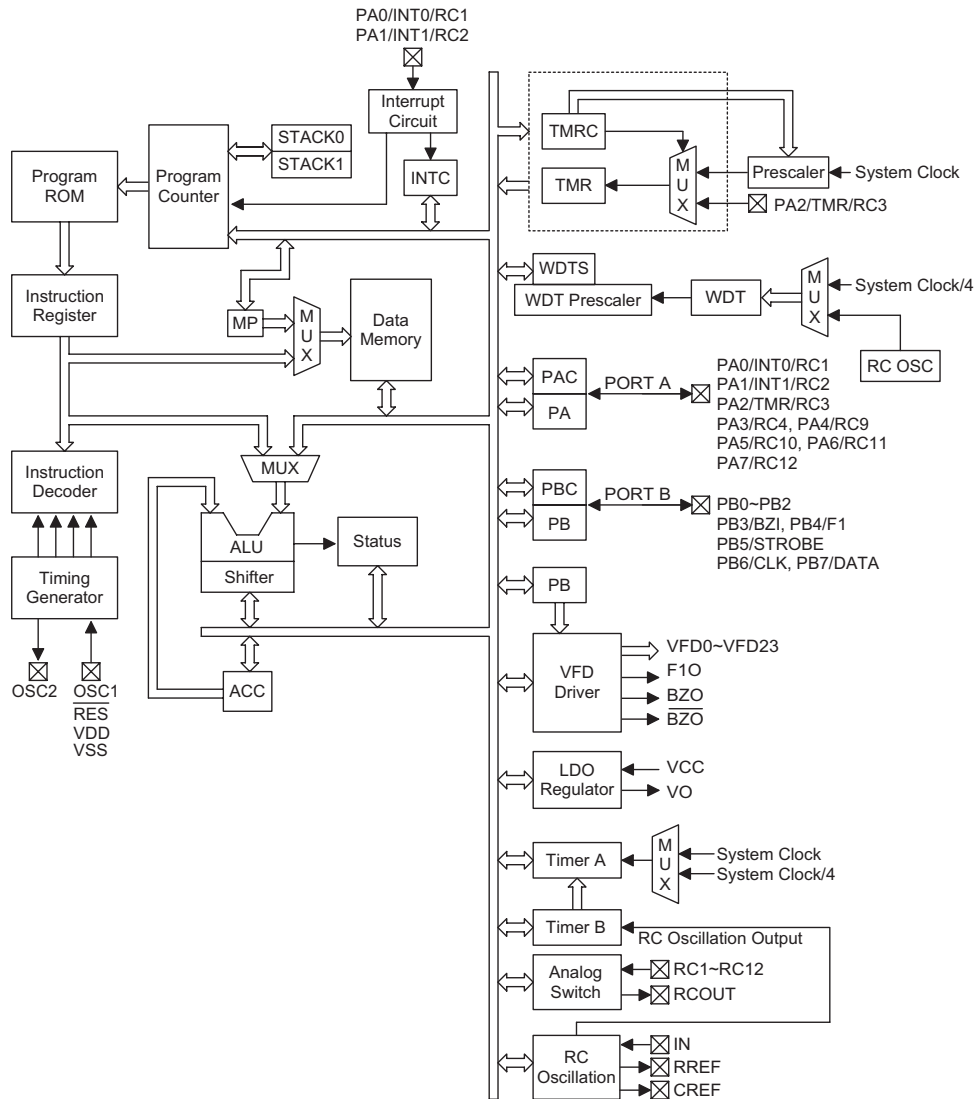 PA0/INT0/RC1
PA1/INT1/RC2
Interrupt
Circuit
STACK0
STACK1
INTC
Program
ROM
Program
Counter
TMRC
TMR
MUX
Prescaler
System Clock
PA2/TMR/RC3
Instruction
Register
MP
MUX
Data
Memory
WDTS
WDT Prescaler
WDT
MUX
System Clock/4
RC OSC
PAC
PA
PORT A
PA0/INT0/RC1
PA1/INT1/RC2
PA2/TMR/RC3
PA3/RC4, PA4/RC9
PA5/RC10, PA6/RC11
PA7/RC12
Instruction
Decoder
MUX
ALU
Shifter
Status
PBC
PB
PORT B
PB0~PB2
PB3/BZI, PB4/F1
PB5/STROBE
PB6/CLK, PB7/DATA
Timing
Generator
OSC2
OSC1
RES
VDD
VSS
ACC
PB
VFD
Driver
VFD0~VFD23
F1O
BZO
BZO
LDO
Regulator
VCC
VO
Timer A
MUX
System Clock
System Clock/4
Timer B
RC Oscillation Output
Analog
Switch
RC1~RC12
RCOUT
RC
Oscillation
IN
RREF
CREF